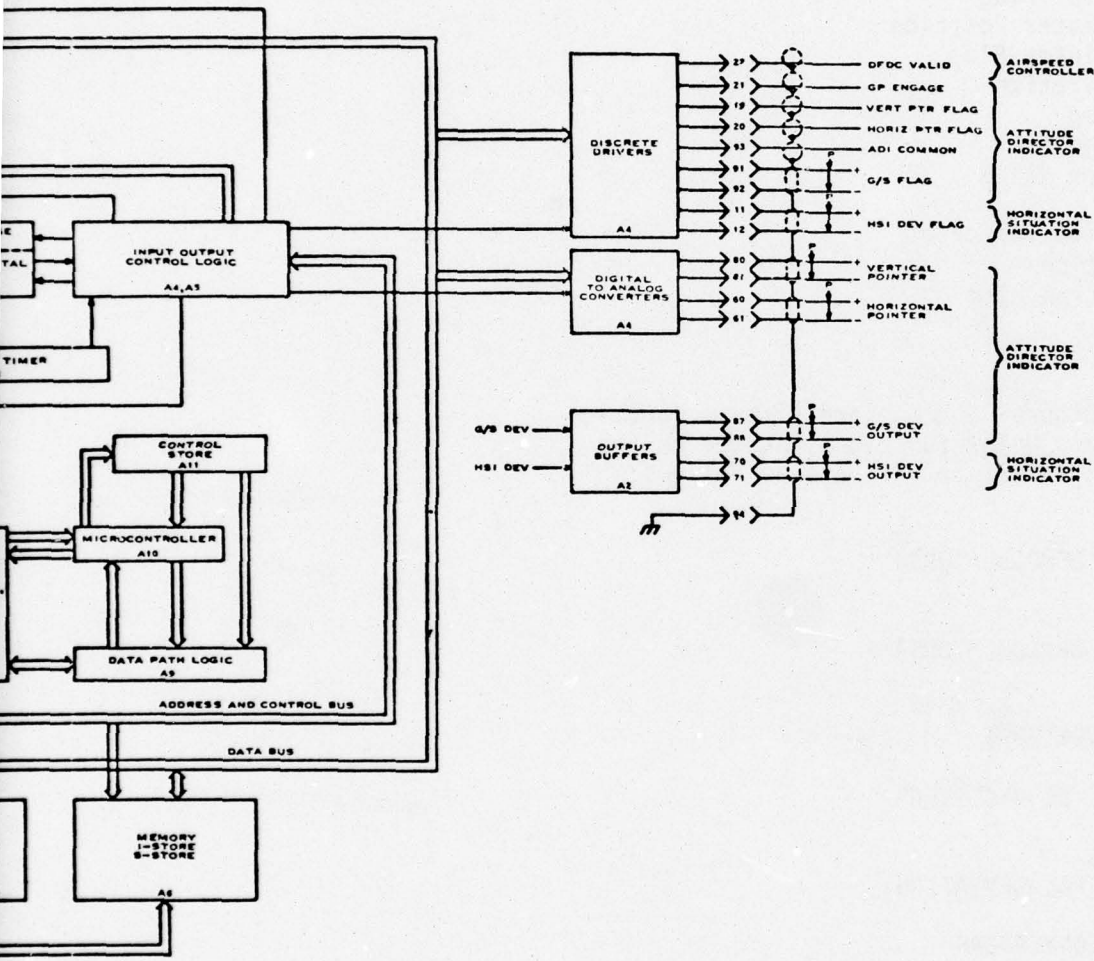 27
DFDC VALID
AIRSPEED
CONTROLLER
21
GP ENGAGE
19
VERT PTR FLAG
20
HORIZ PTR FLAG
93
ADI COMMON
ATTITUDE
DIRECTOR
INDICATOR
91
+
G/S FLAG
92
-
P
11
+
HSI DEV FLAG
12
-
P
HORIZONTAL
SITUATION
INDICATOR
DISCRETE
DRIVERS
A4
INPUT OUTPUT
CONTROL LOGIC
A4, A5
TIMER
DIGITAL
TO ANALOG
CONVERTERS
A4
80
+
VERTICAL
POINTER
81
-
P
60
+
HORIZONTAL
POINTER
61
-
P
ATTITUDE
DIRECTOR
INDICATOR
G/S DEV
HSI DEV
OUTPUT
BUFFERS
A2
87
+
G/S DEV
OUTPUT
88
-
P
70
+
HSI DEV
OUTPUT
71
-
P
HORIZONTAL
SITUATION
INDICATOR
94
CONTROL
STORE
A11
MICROCONTROLLER
A10
DATA PATH LOGIC
A9
ADDRESS AND CONTROL BUS
DATA BUS
MEMORY
I-STORE
S-STORE